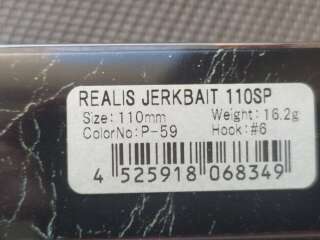 REALIS JERKBAIT 110SP
Size:110mm Weight:16.2g
ColorNo:P-59 Hook:#6
4 525918 068349